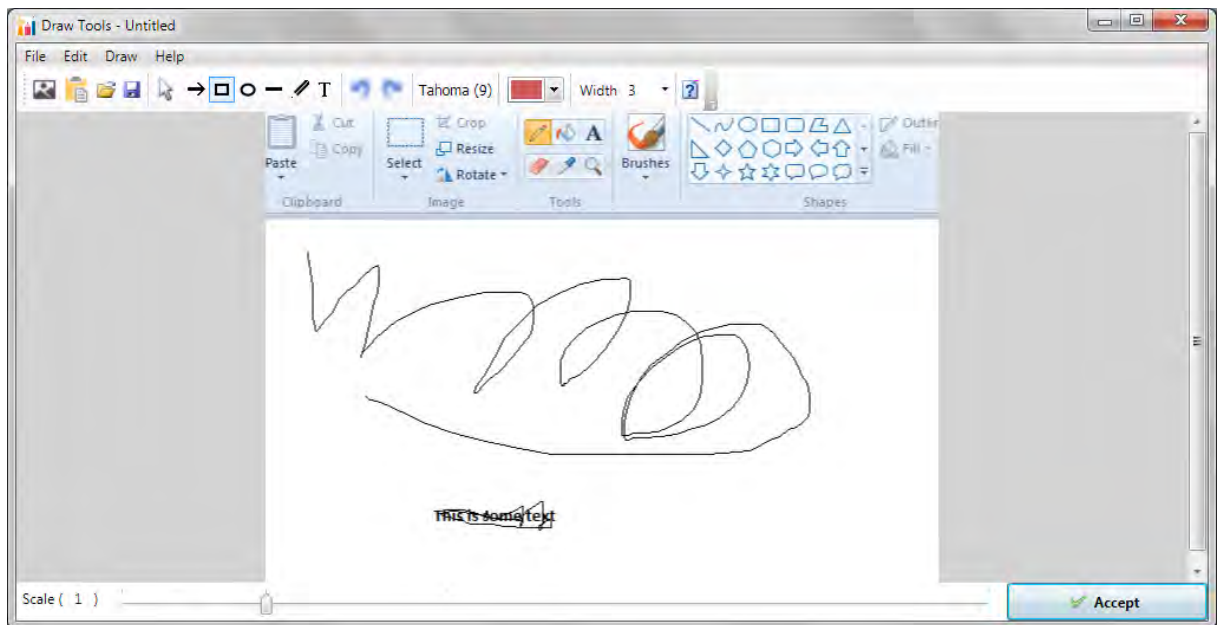 Draw Tools - Untitled
File Edit Draw Help
T Tahoma (9) Width 3
Cut Crop Outlin
Copy Resize A Fill
Paste Select Rotate Brushes
Clipboard Image Tools Shapes
This is some text
Scale ( 1 ) Accept